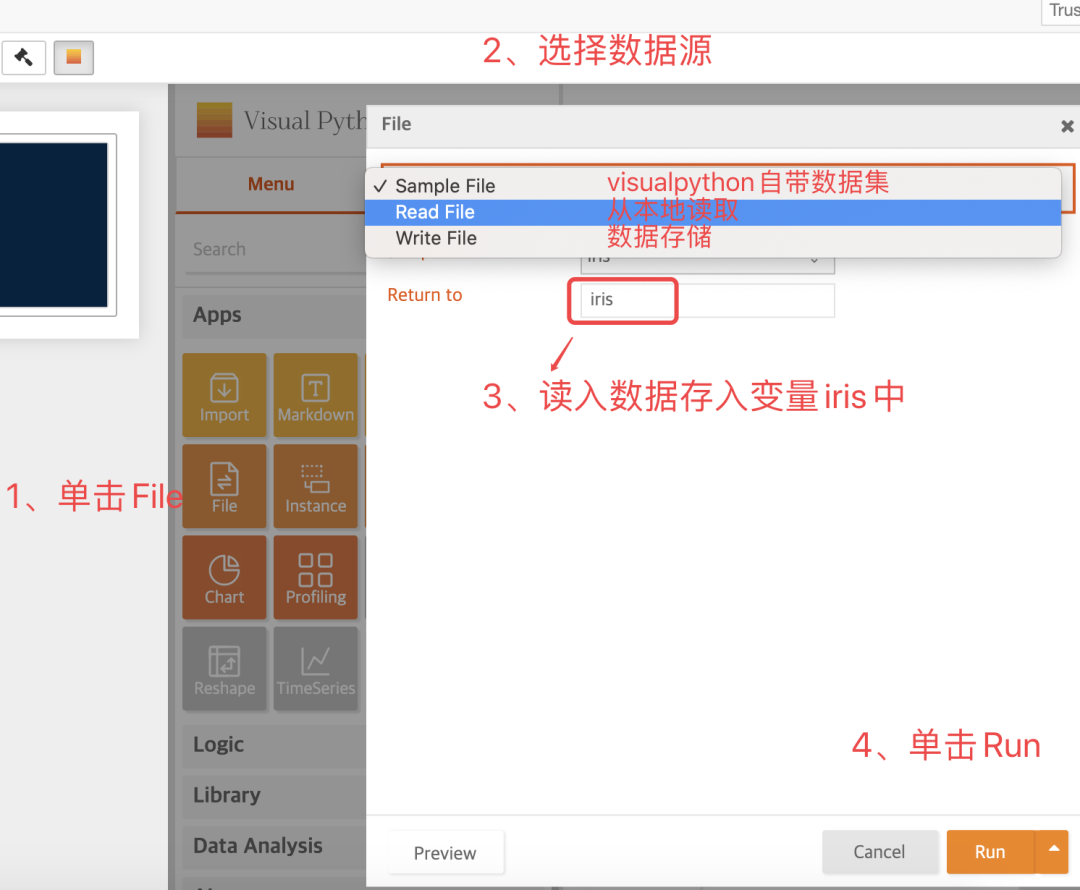 Trus
2、选择数据源
Visual Pyth
File
Menu
✓ Sample File
visualpython自带数据集
Read File
从本地读取
Write File
数据存储
Search
iris
Return to
iris
Apps
3、读入数据存入变量iris中
Import
Markdown
1、单击File
File
Instance
Chart
Profiling
Reshape
TimeSeries
Logic
4、单击Run
Library
Data Analysis
Preview
Cancel
Run